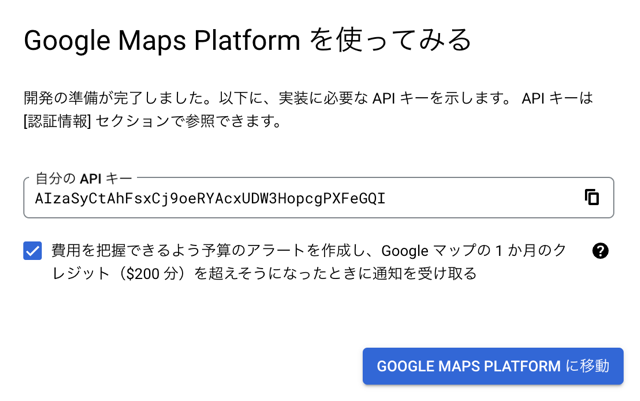 Google Maps Platform を使ってみる
開発の準備が完了しました。以下に、実装に必要な API キーを示します。 API キーは
[認証情報] セクションで参照できます。
自分の API キー
AIzaSyCtAhFsxCj9oeRYAcxUDW3HopcgPXFeGQI
費用を把握できるよう予算のアラートを作成し、Google マップの 1 か月のク
レジット（$200 分）を超えそうになったときに通知を受け取る
GOOGLE MAPS PLATFORM に移動